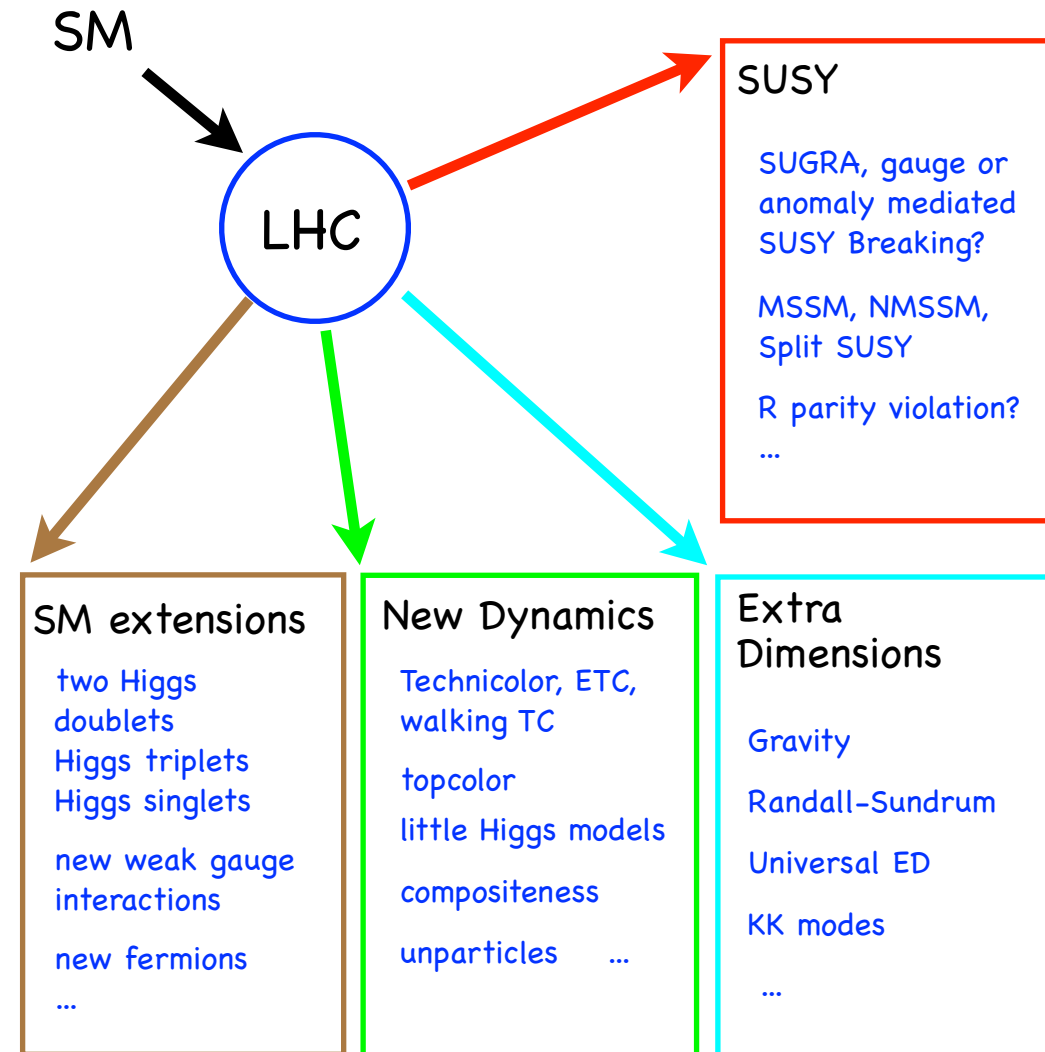 SM
LHC
SUSY
SUGRA, gauge or
anomaly mediated
SUSY Breaking?
MSSM, NMSSM,
Split SUSY
R parity violation?
...
SM extensions
two Higgs
doublets
Higgs triplets
Higgs singlets
new weak gauge
interactions
new fermions
...
New Dynamics
Technicolor, ETC,
walking TC
topcolor
little Higgs models
compositeness
unparticles ...
Extra
Dimensions
Gravity
Randall-Sundrum
Universal ED
KK modes
...